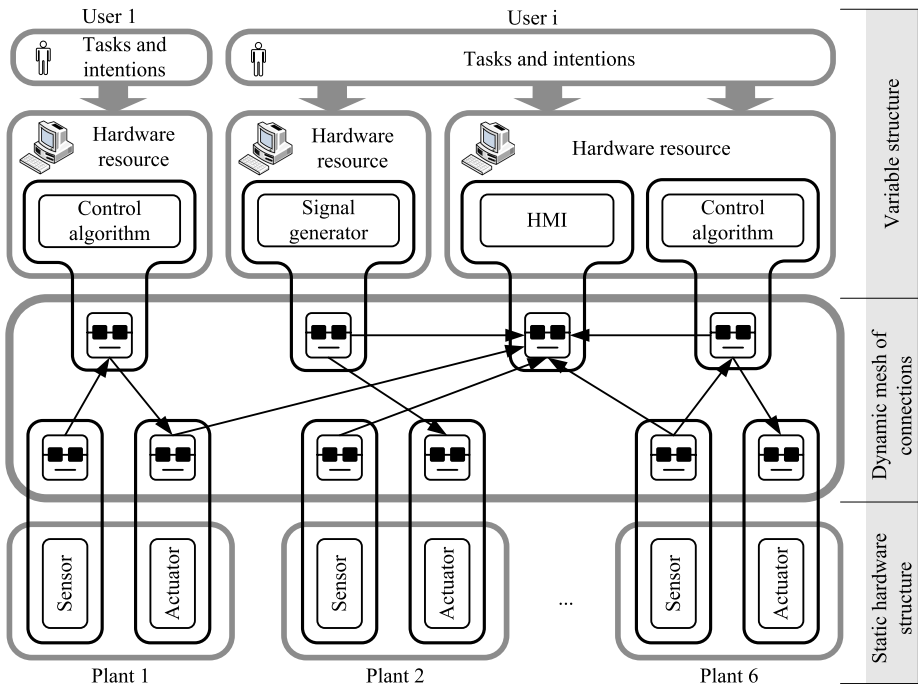 User 1
User i
Tasks and
intentions
Tasks and intentions
Hardware
resource
Hardware
resource
Hardware resource
Control
algorithm
Signal
generator
HMI
Control
algorithm
Variable structure
Dynamic mesh of
connections
Sensor
Actuator
Sensor
Actuator
...
Sensor
Actuator
Static hardware
structure
Plant 1
Plant 2
Plant 6